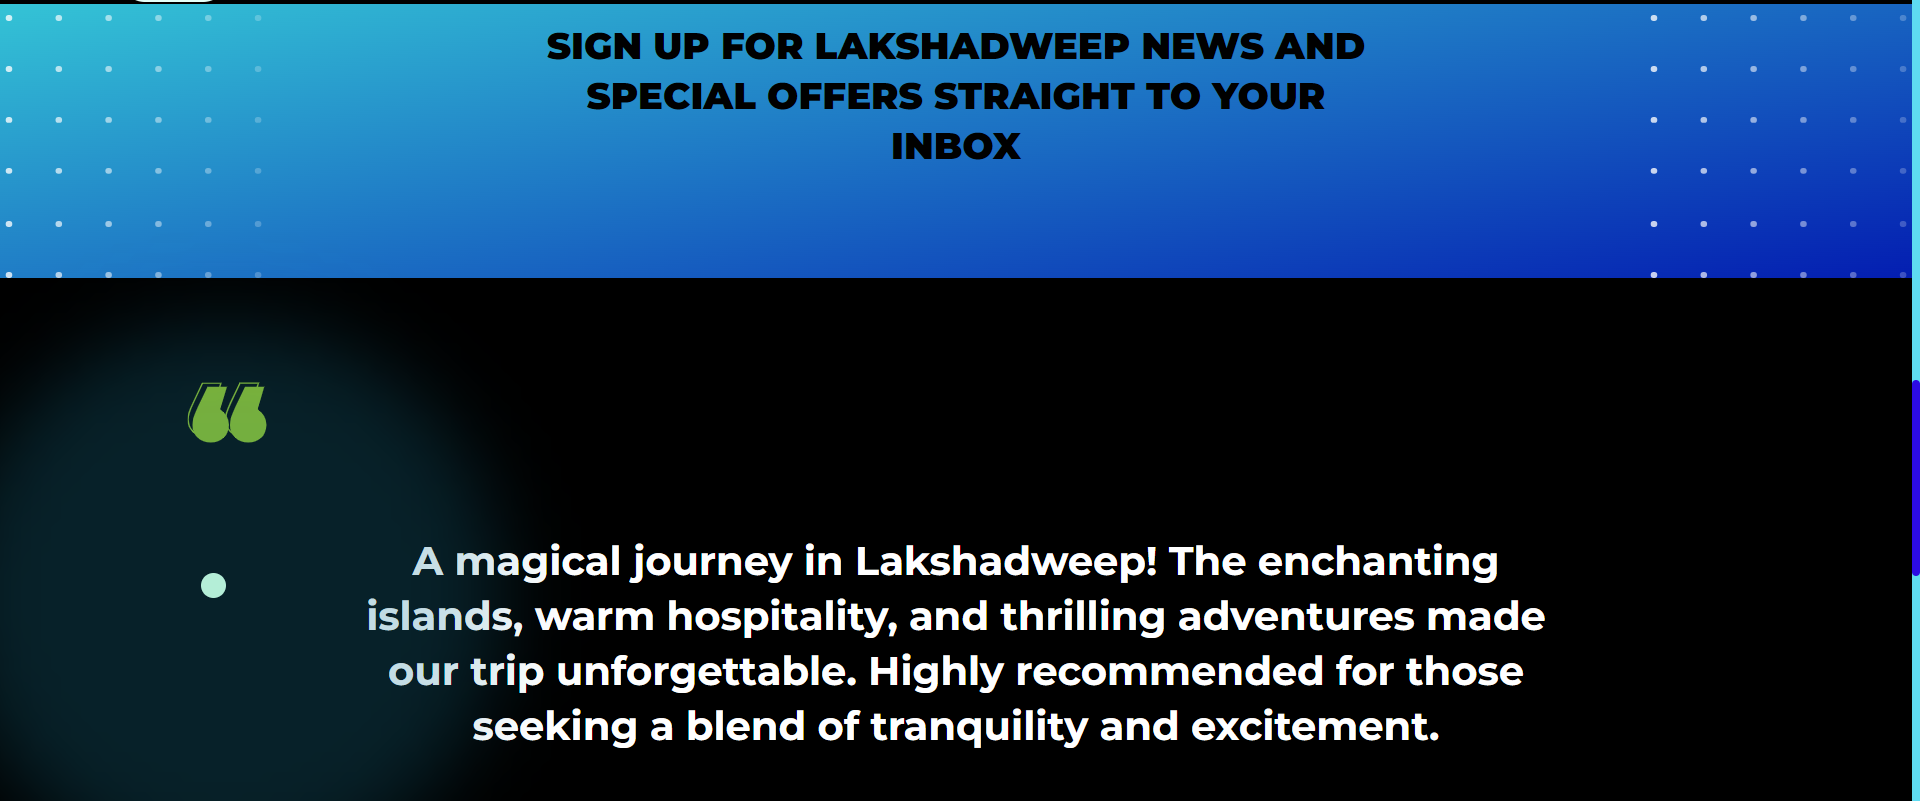 SIGN UP FOR LAKSHADWEEP NEWS AND
SPECIAL OFFERS STRAIGHT TO YOUR
INBOX
“
A magical journey in Lakshadweep! The enchanting
islands, warm hospitality, and thrilling adventures made
our trip unforgettable. Highly recommended for those
seeking a blend of tranquility and excitement.